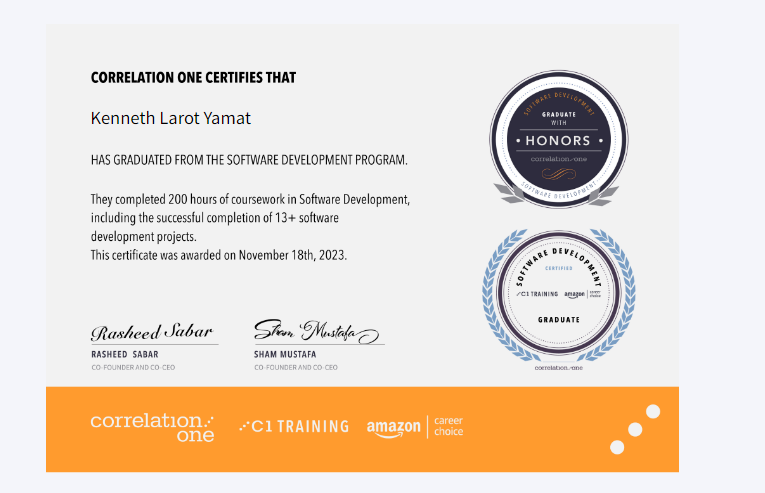 CORRELATION ONE CERTIFIES THAT
Kenneth Larot Yamat
HAS GRADUATED FROM THE SOFTWARE DEVELOPMENT PROGRAM.
They completed 200 hours of coursework in Software Development,
including the successful completion of 13+ software
development projects.
This certificate was awarded on November 18th, 2023.
Rasheed Sabar
RASHEED SABAR
CO-FOUNDER AND CO-CEO
Sham Mustafa
SHAM MUSTAFA
CO-FOUNDER AND CO-CEO
SOFTWARE DEVELOPMENT
GRADUATE
WITH
• HONORS •
correlation one
SOFTWARE DEVELOPMENT
SOFTWARE DEVELOPMENT
CERTIFIED
C1 TRAINING amazon career choice
GRADUATE
correlation one
correlation
one
C1 TRAINING
amazon
career
choice